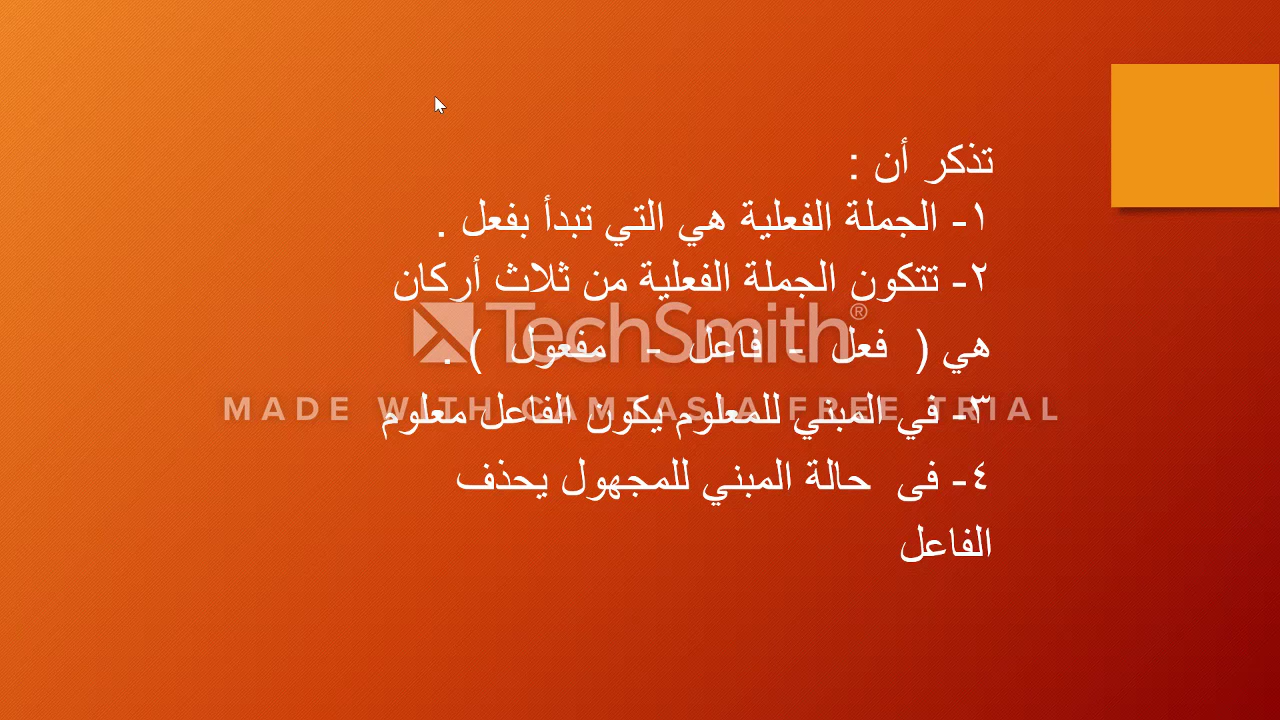 تذكر أن :
١- الجملة الفعلية هي التي تبدأ بفعل .
٢- تتكون الجملة الفعلية من ثلاث أركان
هي ( فعل - فاعل - مفعول ) .
TechSmith®
٣- في المبني للمعلوم يكون الفاعل معلوم
MADE WITH CAMTASIA FREE TRIAL
٤- فى حالة المبني للمجهول يحذف
الفاعل